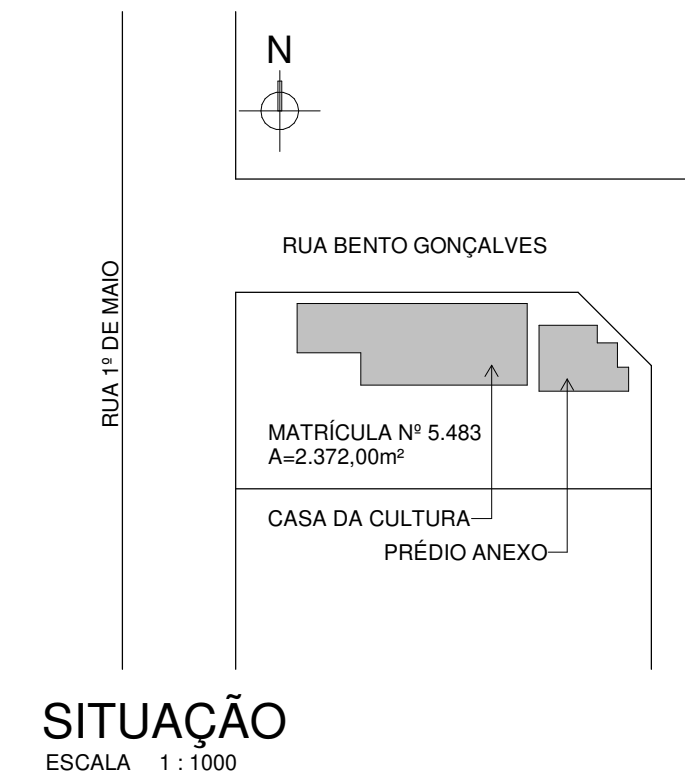 N
RUA BENTO GONÇALVES
RUA 1º DE MAIO
MATRÍCULA Nº 5.483
A=2.372,00m²
CASA DA CULTURA
PRÉDIO ANEXO
SITUAÇÃO
ESCALA 1 : 1000